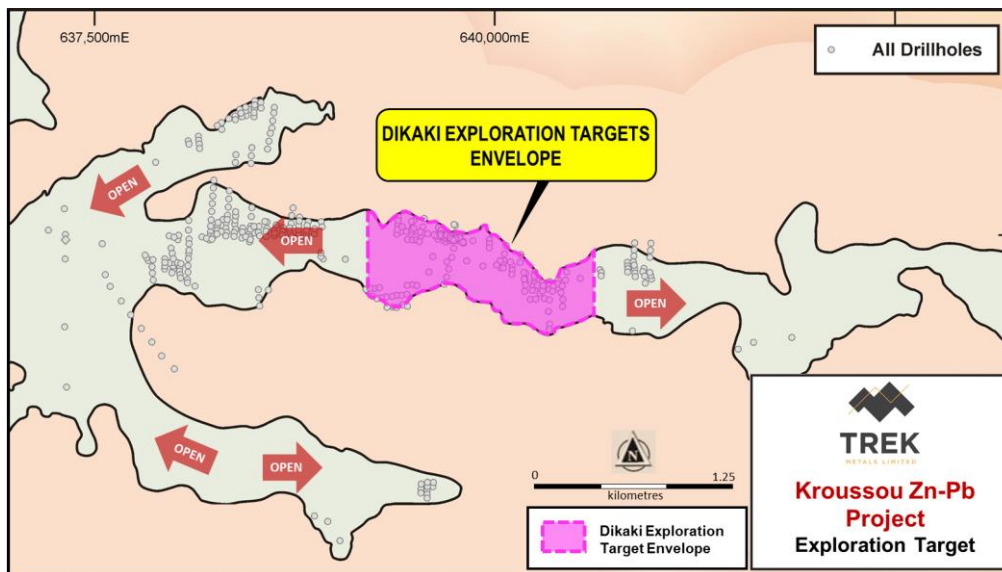 637,500mE
640,000mE
All Drillholes
DIKAKI EXPLORATION TARGETS
ENVELOPE
OPEN
OPEN
OPEN
OPEN
OPEN
N
0
1.25
kilometres
Dikaki Exploration
Target Envelope
TREK
METALS LIMITED
Kroussou Zn-Pb
Project
Exploration Target